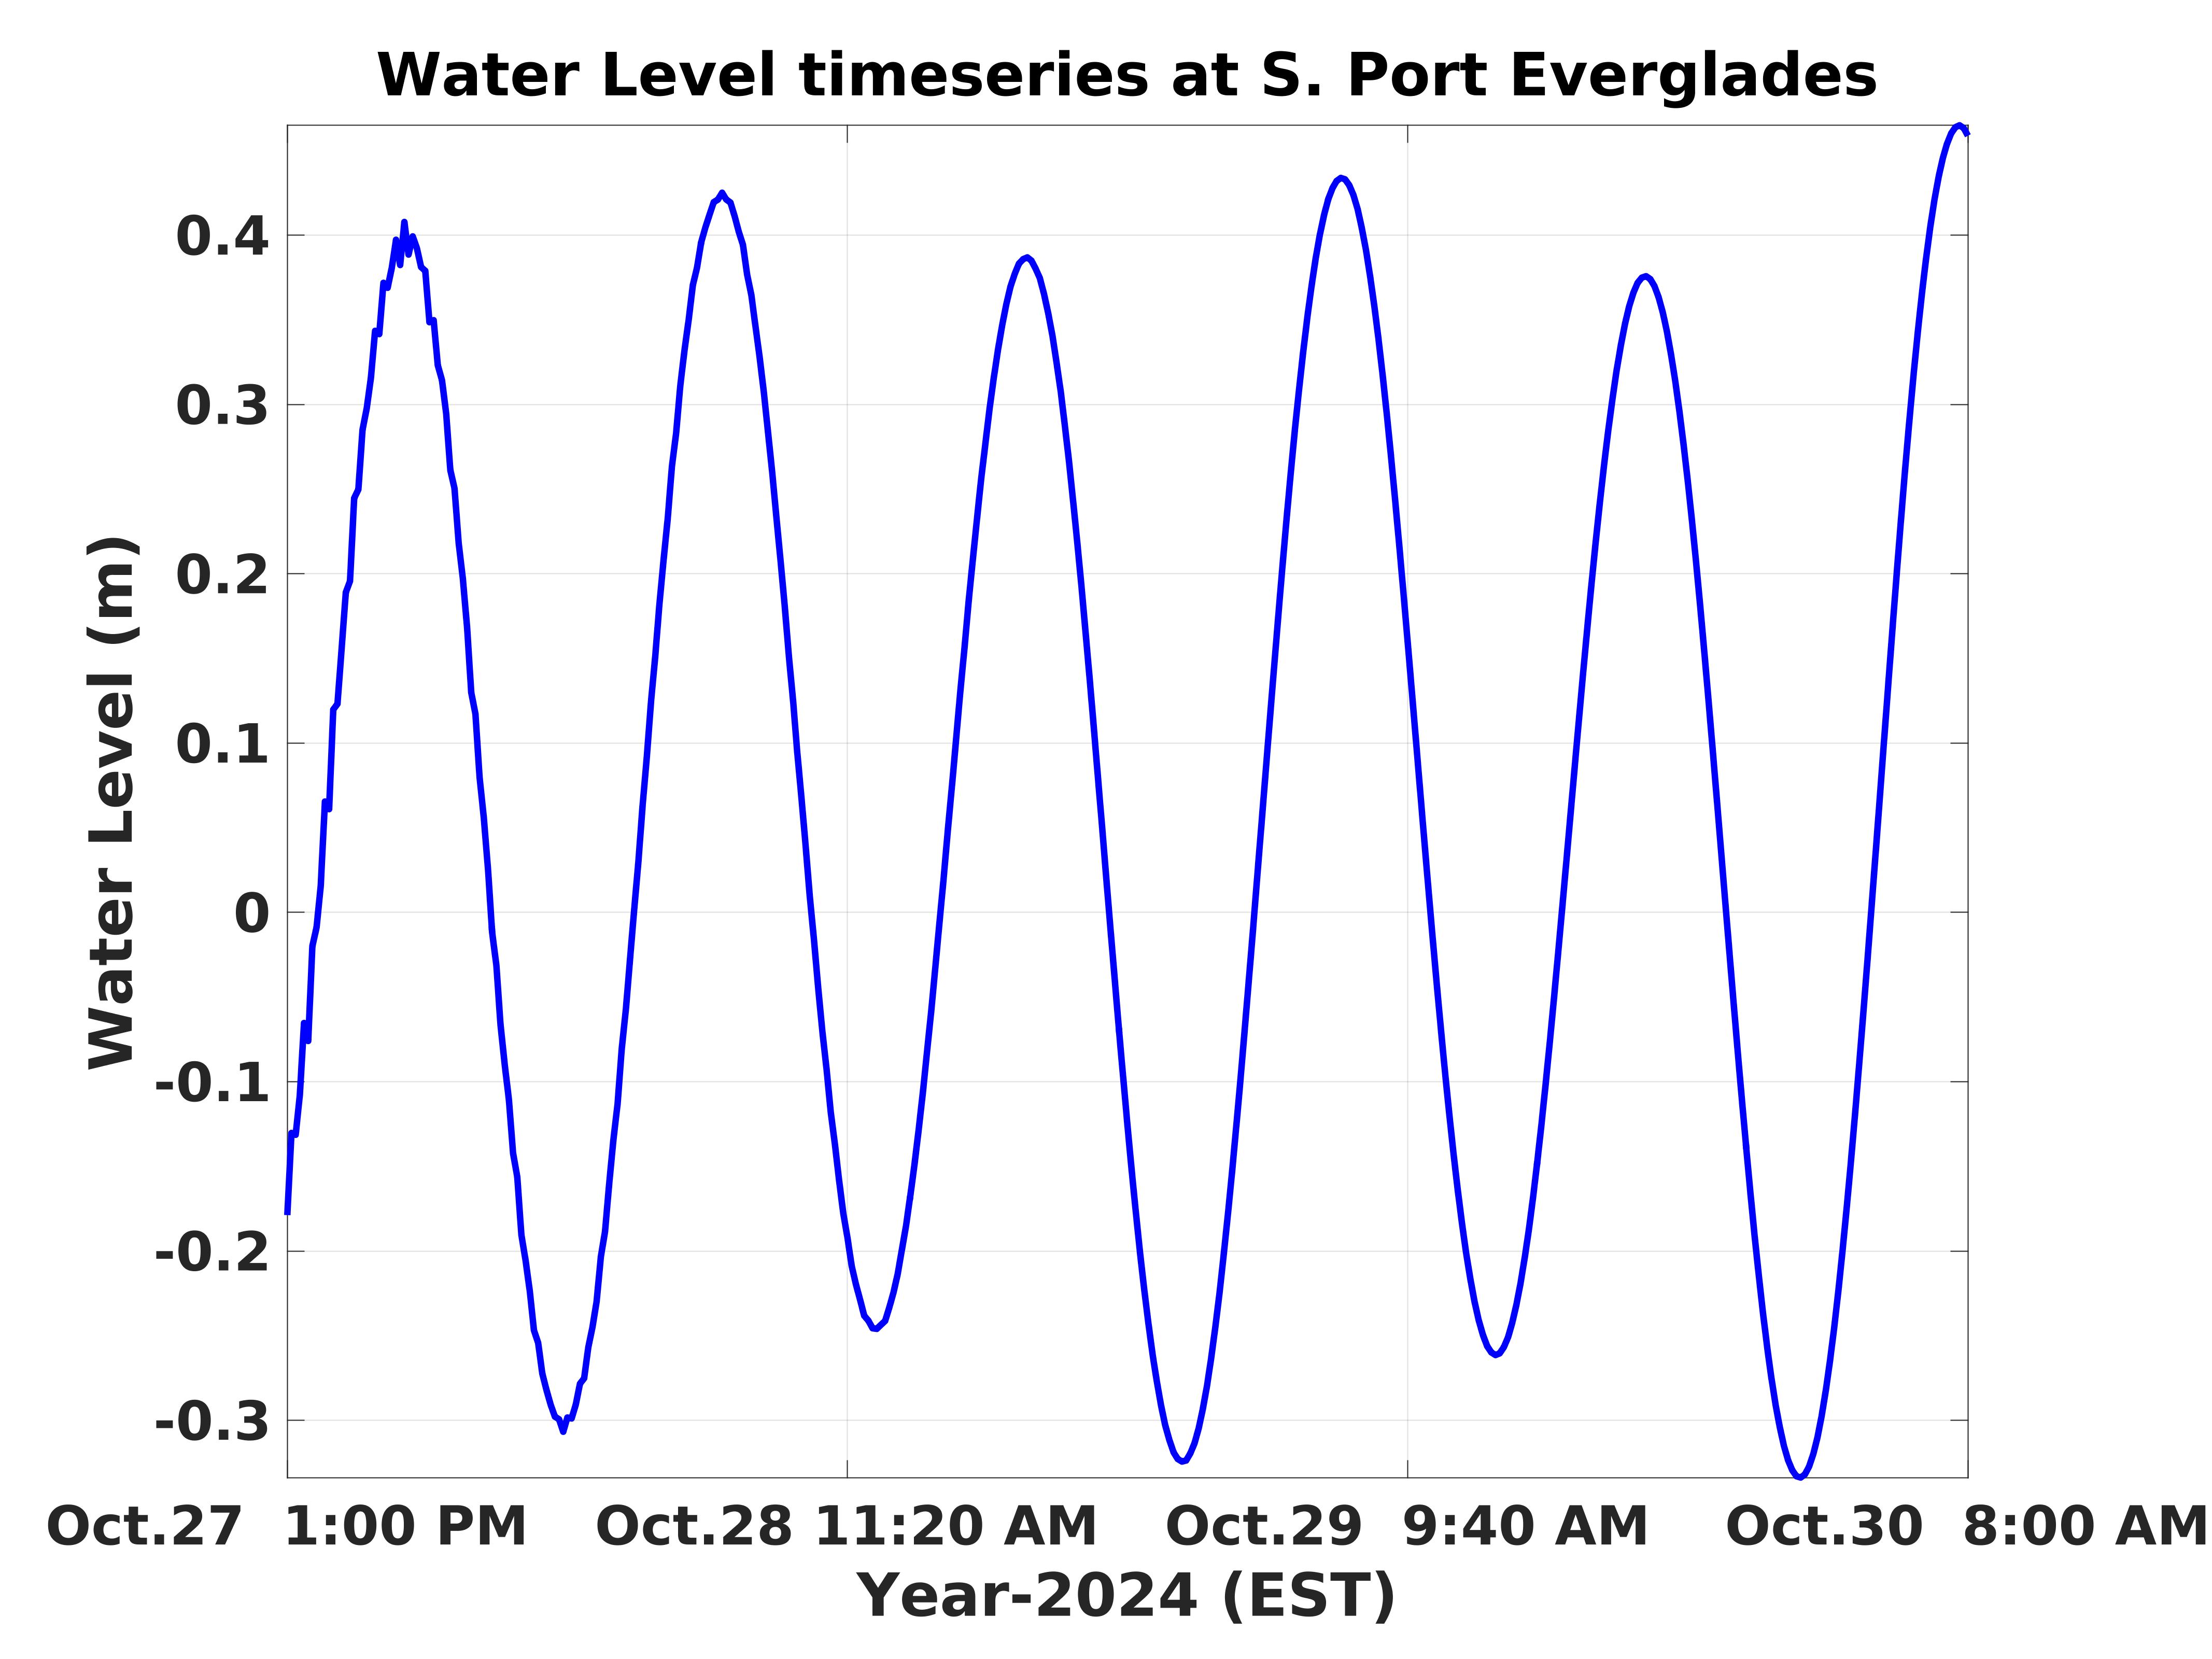 Water Level timeseries at S. Port Everglades
Water Level (m)
0.4
0.3
0.2
0.1
0
-0.1
-0.2
-0.3
Oct.27 1:00 PM Oct.28 11:20 AM Oct.29 9:40 AM Oct.30 8:00 AM
Year-2024 (EST)